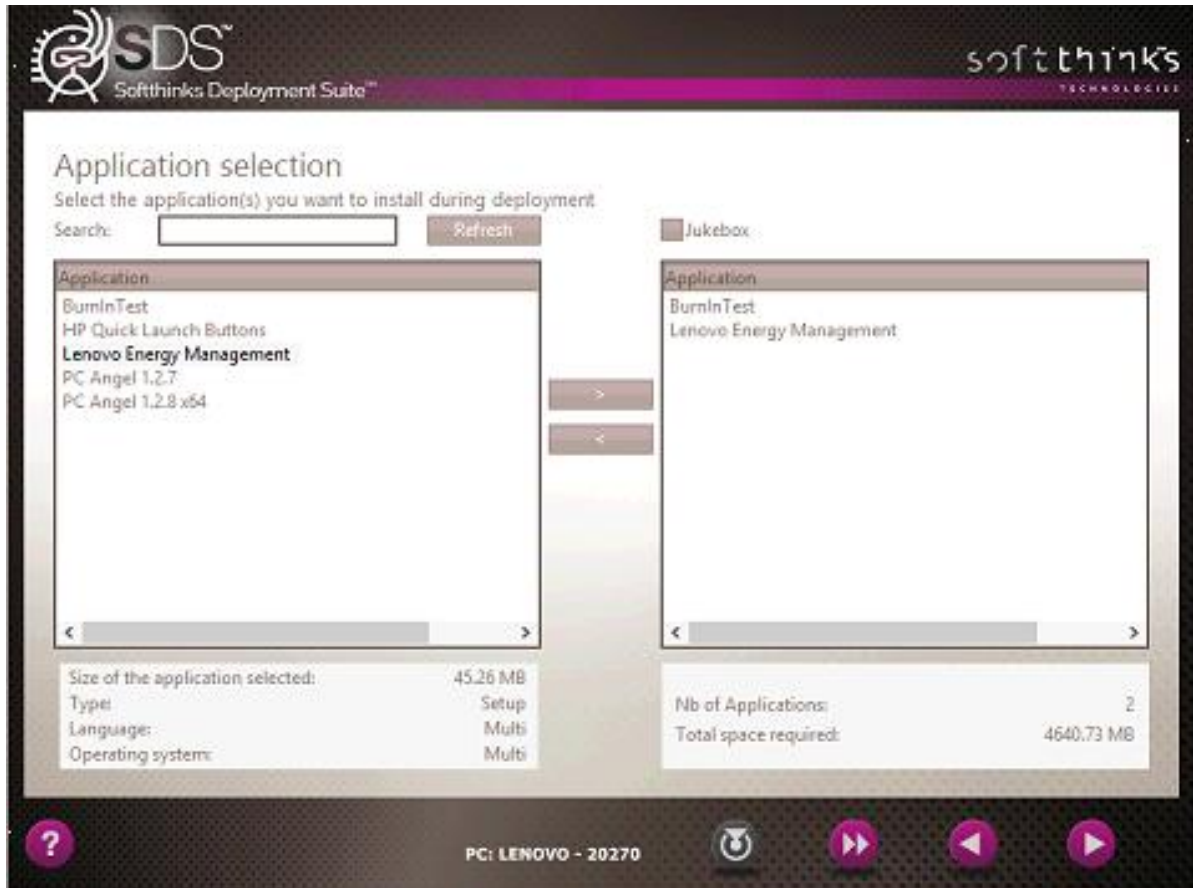 SDS™
Softthinks Deployment Suite™
softthinks
TECHNOLOGIES
Application selection
Select the application(s) you want to install during deployment
Search:
Refresh
Jukebox
Application
BurnInTest
HP Quick Launch Buttons
Lenovo Energy Management
PC Angel 1.2.7
PC Angel 1.2.8 x64
>
<
Application
BurnInTest
Lenovo Energy Management
Size of the application selected: 45.26 MB
Type: Setup
Language: Multi
Operating system: Multi
Nb of Applications: 2
Total space required: 4640.73 MB
?
PC: LENOVO - 20270